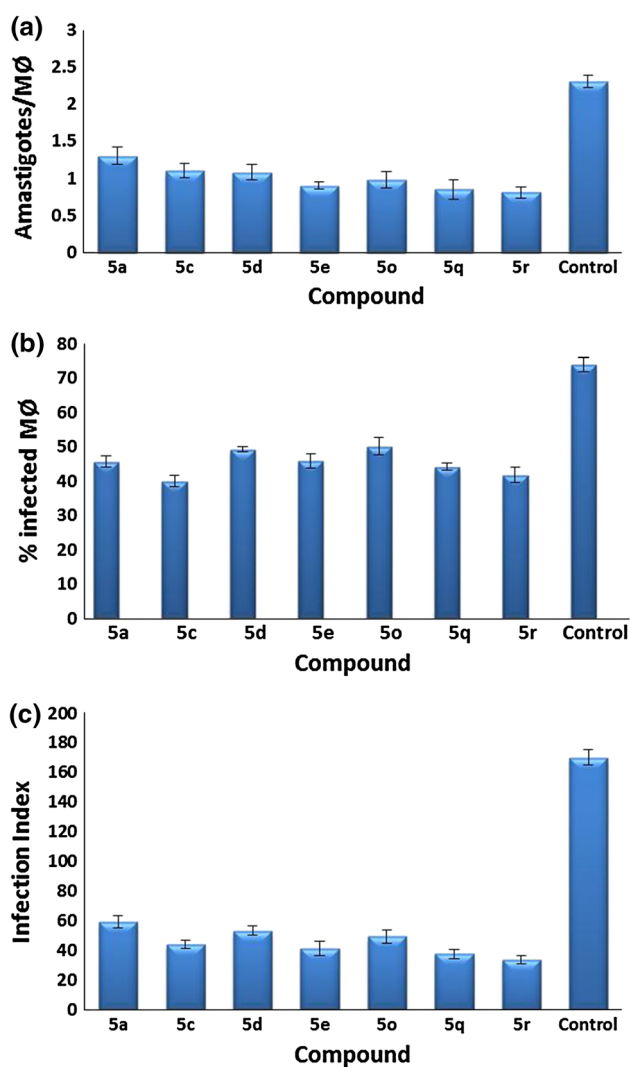 (a)
3
2.5
2
1.5
1
0.5
0
Amastigotes/MØ
5a 5c 5d 5e 5o 5q 5r Control
Compound
(b)
80
70
60
50
40
30
20
10
0
% infected MØ
5a 5c 5d 5e 5o 5q 5r Control
Compound
(c)
200
180
160
140
120
100
80
60
40
20
0
Infection Index
5a 5c 5d 5e 5o 5q 5r Control
Compound